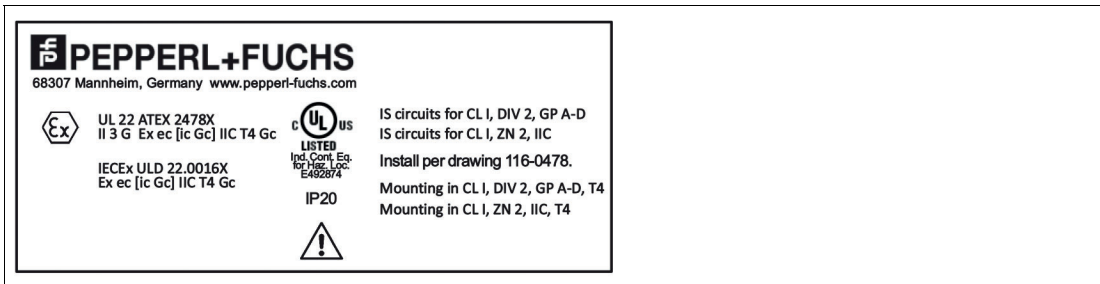 PEPPERL+FUCHS
68307 Mannheim, Germany www.pepperl-fuchs.com
Ex
UL 22 ATEX 2478X
II 3 G Ex ec [ic Gc] IIC T4 Gc
IECEx ULD 22.0016X
Ex ec [ic Gc] IIC T4 Gc
C UL US
LISTED
Ind. Cont. Eq.
for Haz. Loc.
E492874
IP20
IS circuits for CL I, DIV 2, GP A-D
IS circuits for CL I, ZN 2, IIC
Install per drawing 116-0478.
Mounting in CL I, DIV 2, GP A-D, T4
Mounting in CL I, ZN 2, IIC, T4